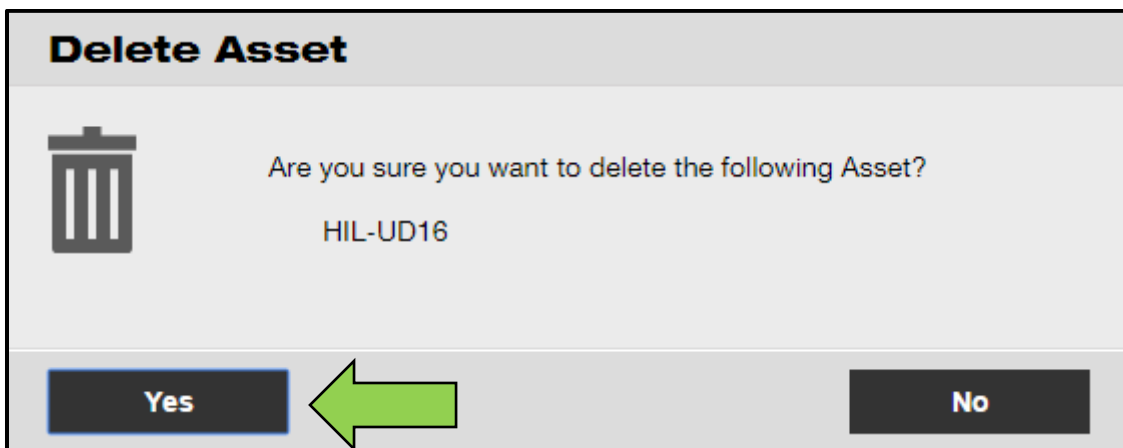 Delete Asset
Are you sure you want to delete the following Asset?
HIL-UD16
Yes
No